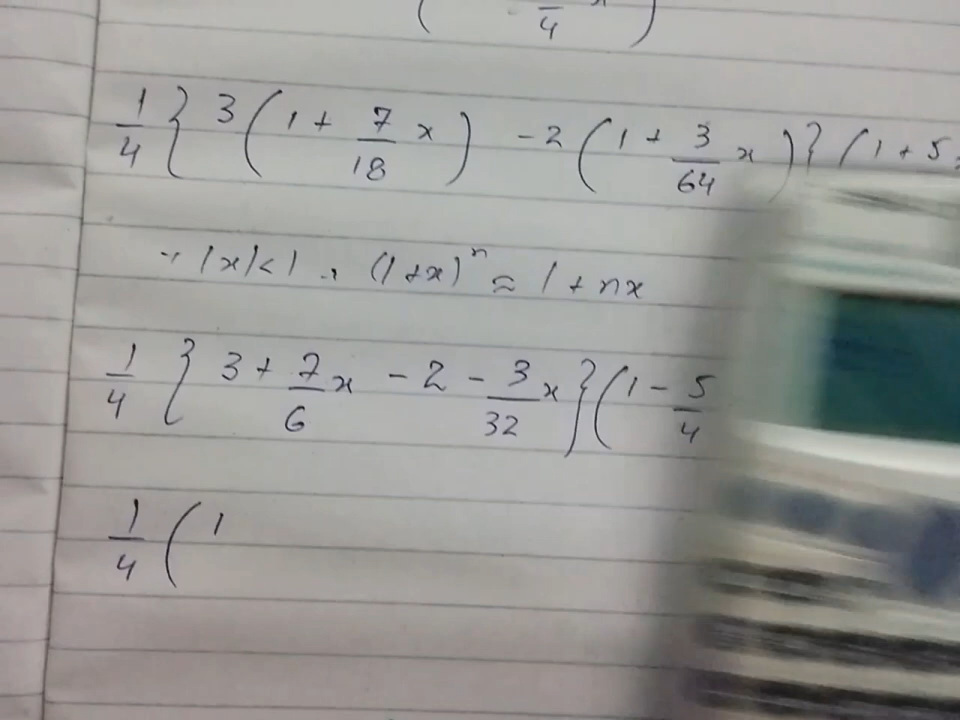 ( 4 x )
1/4 { 3 ( 1 + 7/18 x ) - 2 ( 1 + 3/64 x ) } ( 1 + 5
∵ |x| < 1 ∴ (1+x)^n ≈ 1 + nx
1/4 { 3 + 7/6 x - 2 - 3/32 x } ( 1 - 5/4
1/4 ( 1